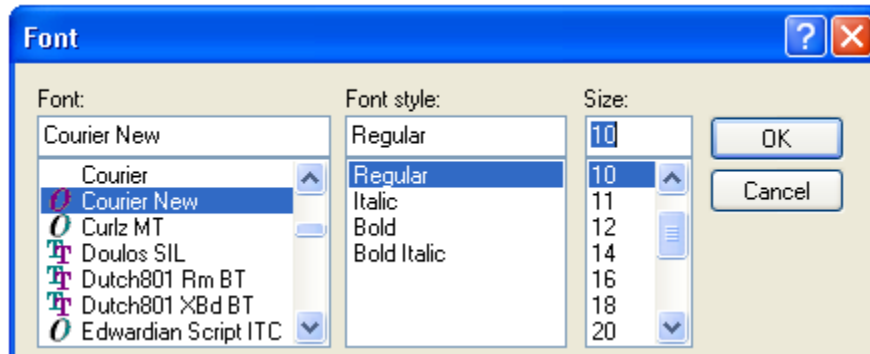 Font
Font:
Font style:
Size:
Courier New
Regular
10
OK
Cancel
Courier
Courier New
Curlz MT
Doulos SIL
Dutch801 Rm BT
Dutch801 XBd BT
Edwardian Script ITC
Regular
Italic
Bold
Bold Italic
10
11
12
14
16
18
20